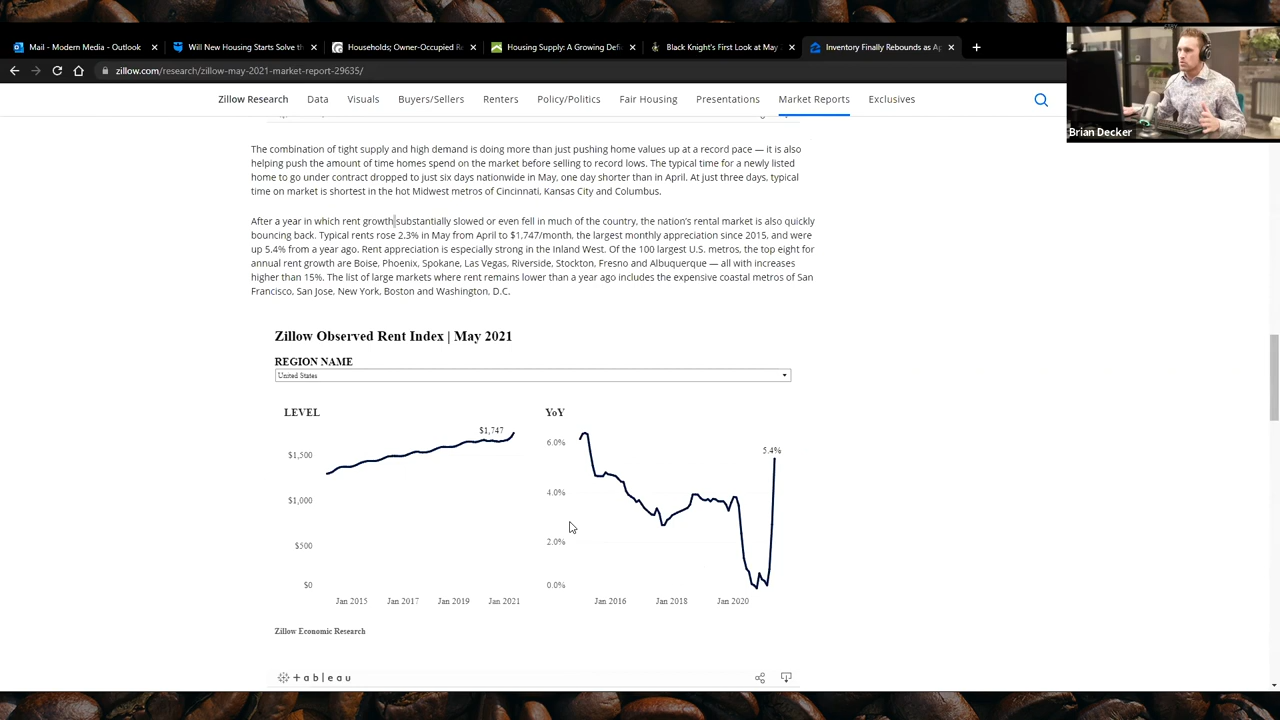 Mail - Modern Media - Outlook
Will New Housing Starts Solve th
Households; Owner-Occupied Re
Housing Supply: A Growing Defi
Black Knight's First Look at May
Inventory Finally Rebounds as Ap
zillow.com/research/zillow-may-2021-market-report-29635/
Brian Decker
Zillow Research Data Visuals Buyers/Sellers Renters Policy/Politics Fair Housing Presentations Market Reports Exclusives
The combination of tight supply and high demand is doing more than just pushing home values up at a record pace — it is also
helping push the amount of time homes spend on the market before selling to record lows. The typical time for a newly listed
home to go under contract dropped to just six days nationwide in May, one day shorter than in April. At just three days, typical
time on market is shortest in the hot Midwest metros of Cincinnati, Kansas City and Columbus.
After a year in which rent growth substantially slowed or even fell in much of the country, the nation's rental market is also quickly
bouncing back. Typical rents rose 2.3% in May from April to $1,747/month, the largest monthly appreciation since 2015, and were
up 5.4% from a year ago. Rent appreciation is especially strong in the Inland West. Of the 100 largest U.S. metros, the top eight for
annual rent growth are Boise, Phoenix, Spokane, Las Vegas, Riverside, Stockton, Fresno and Albuquerque — all with increases
higher than 15%. The list of large markets where rent remains lower than a year ago includes the expensive coastal metros of San
Francisco, San Jose, New York, Boston and Washington, D.C.
Zillow Observed Rent Index | May 2021
REGION NAME
United States
LEVEL
$1,747
$1,500
$1,000
$500
$0
Jan 2015 Jan 2017 Jan 2019 Jan 2021
YoY
6.0%
5.4%
4.0%
2.0%
0.0%
Jan 2016 Jan 2018 Jan 2020
Zillow Economic Research
+ableau